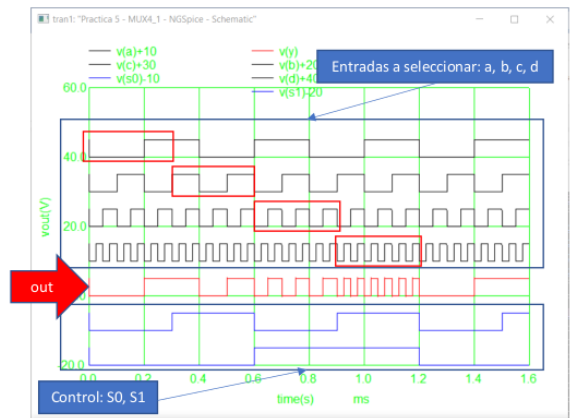 tran1: "Practica 5 - MUX4_1 - NGSpice - Schematic"
v(a)+10 v(y)
v(c)+30 v(b)+20
v(s0)-10 v(d)+40
v(s1)-20
Entradas a seleccionar: a, b, c, d
60.0
40.0
20.0
vout(V)
out
-20.0
0.0 0.2 0.4 0.6 0.8 1.0 1.2 1.4 1.6
time(s) ms
Control: S0, S1